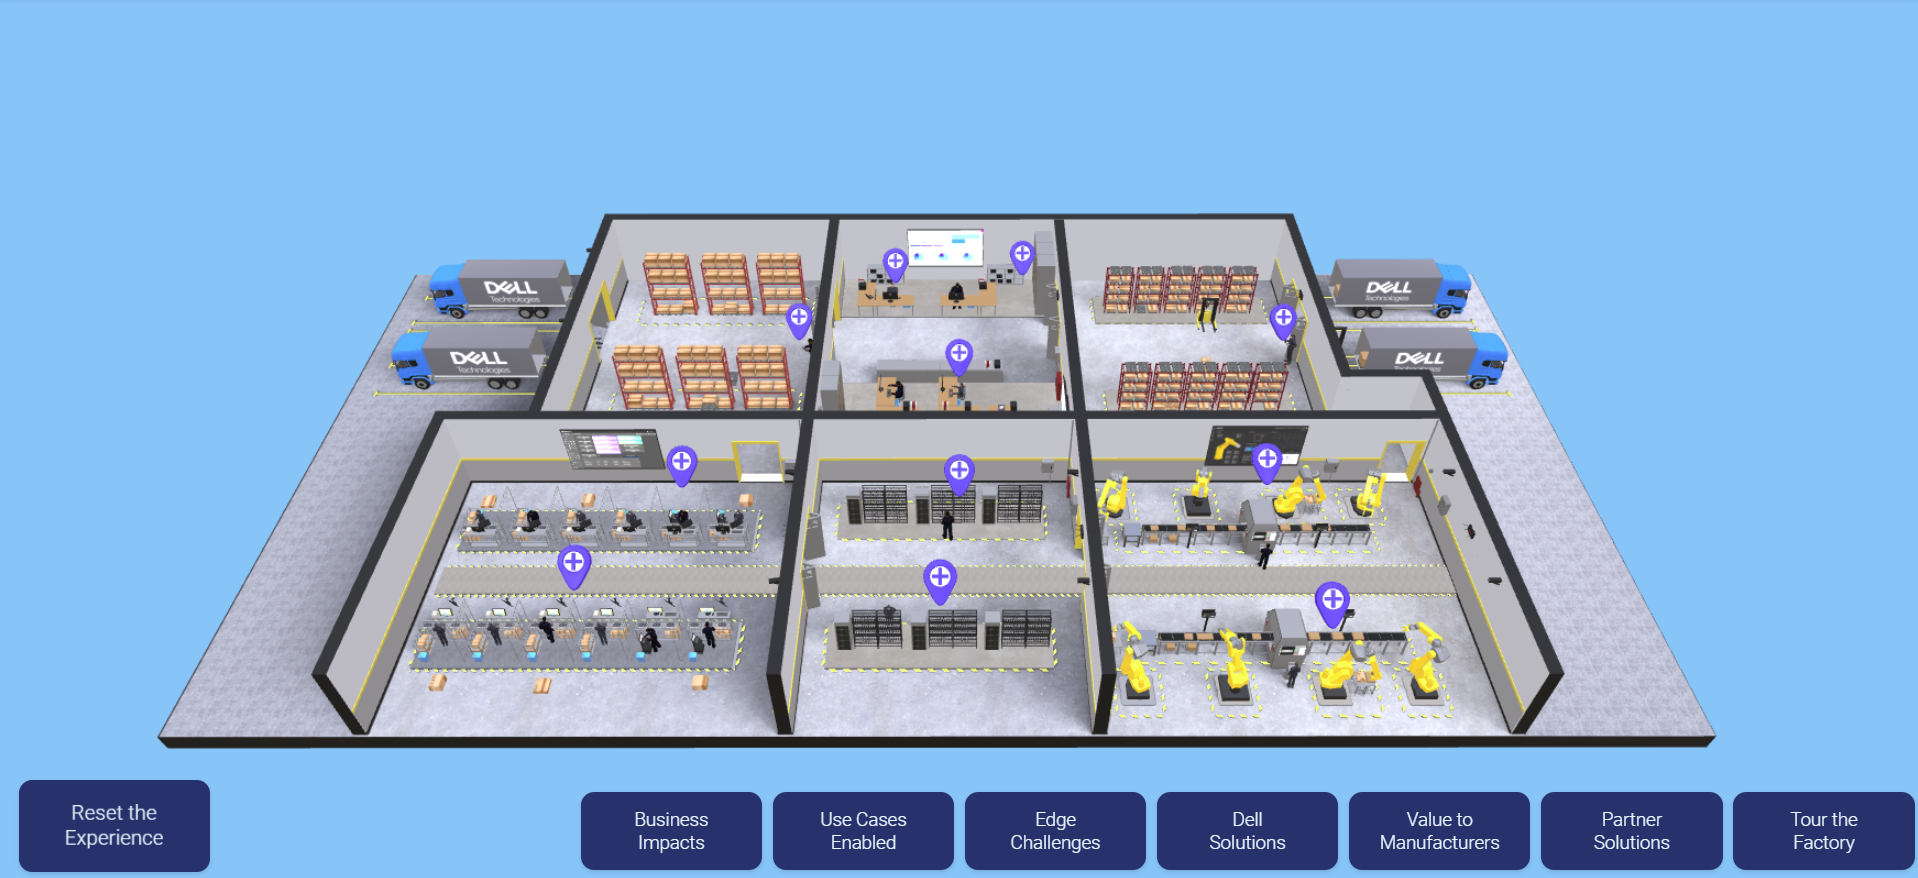 DELL
Technologies
DELL
Technologies
DELL
Technologies
DELL
Technologies
Reset the
Experience
Business
Impacts
Use Cases
Enabled
Edge
Challenges
Dell
Solutions
Value to
Manufacturers
Partner
Solutions
Tour the
Factory